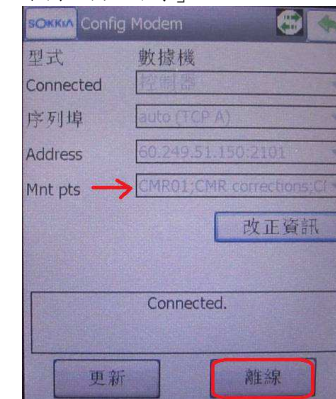 SOKKIA Config Modem
型式 數據機
Connected 控制器
序列埠 auto (TCP A)
Address 60.249.51.150:2101
Mnt pts CMR01;CMR corrections;C
改正資訊
Connected.
更新 離線